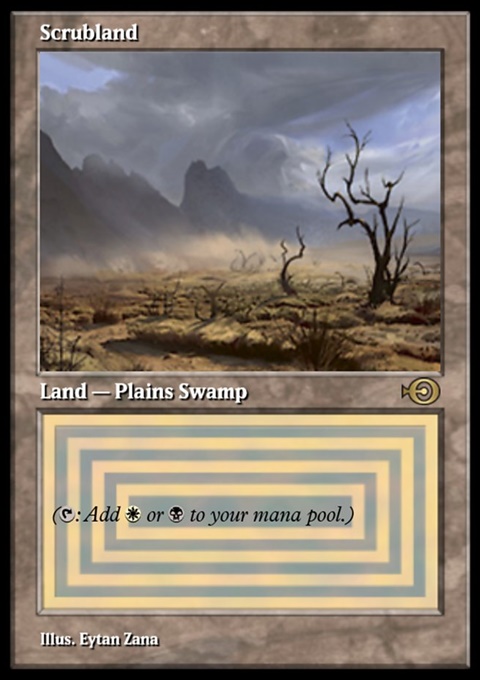 Scrubland
Land — Plains Swamp
(: Add or to your mana pool.)
Illus. Eytan Zana